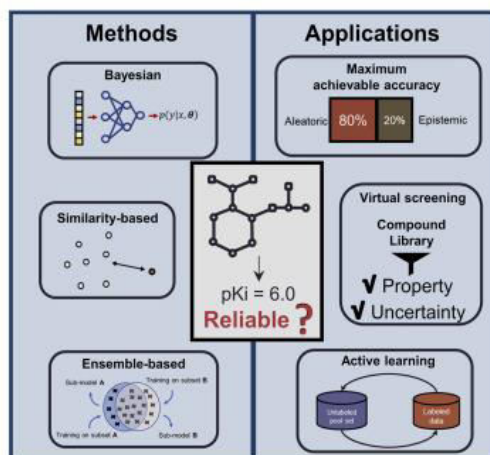 Methods
Bayesian
p(y|x, θ)
Similarity-based
Ensemble-based
Sub-model A
Training on subset B
Training on subset A
Sub-model B
pKi = 6.0
Reliable ?
Applications
Maximum
achievable accuracy
Aleatoric
80%
20%
Epistemic
Virtual screening
Compound
Library
√ Property
√ Uncertainty
Active learning
Unlabeled
pool set
Labeled
data